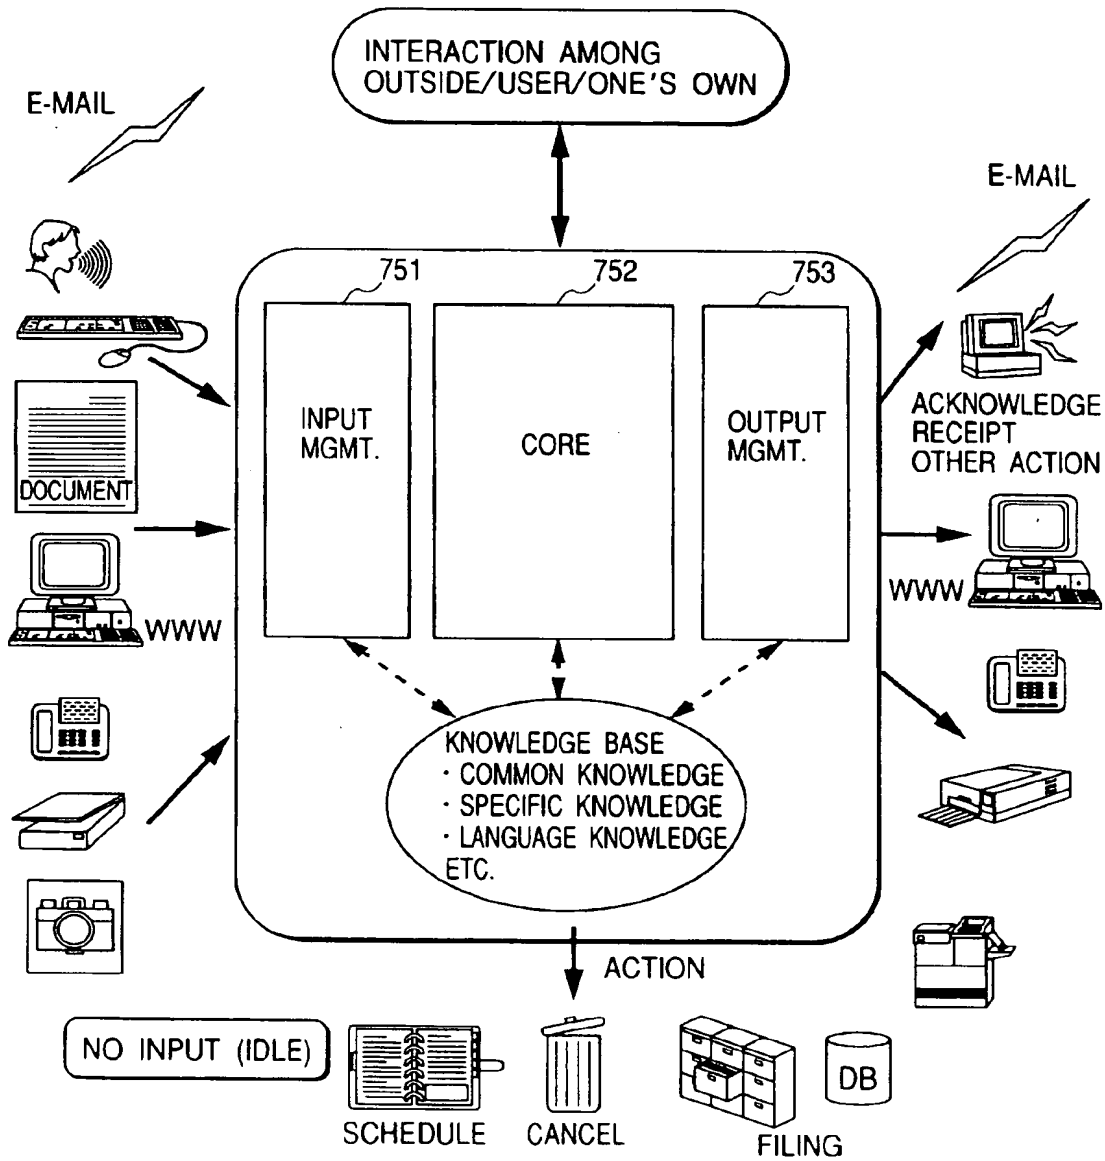 INTERACTION AMONG
OUTSIDE/USER/ONE'S OWN
E-MAIL
E-MAIL
751
752
753
INPUT
MGMT.
CORE
OUTPUT
MGMT.
DOCUMENT
WWW
ACKNOWLEDGE
RECEIPT
OTHER ACTION
WWW
KNOWLEDGE BASE
· COMMON KNOWLEDGE
· SPECIFIC KNOWLEDGE
· LANGUAGE KNOWLEDGE
ETC.
ACTION
NO INPUT (IDLE)
SCHEDULE
CANCEL
FILING
DB